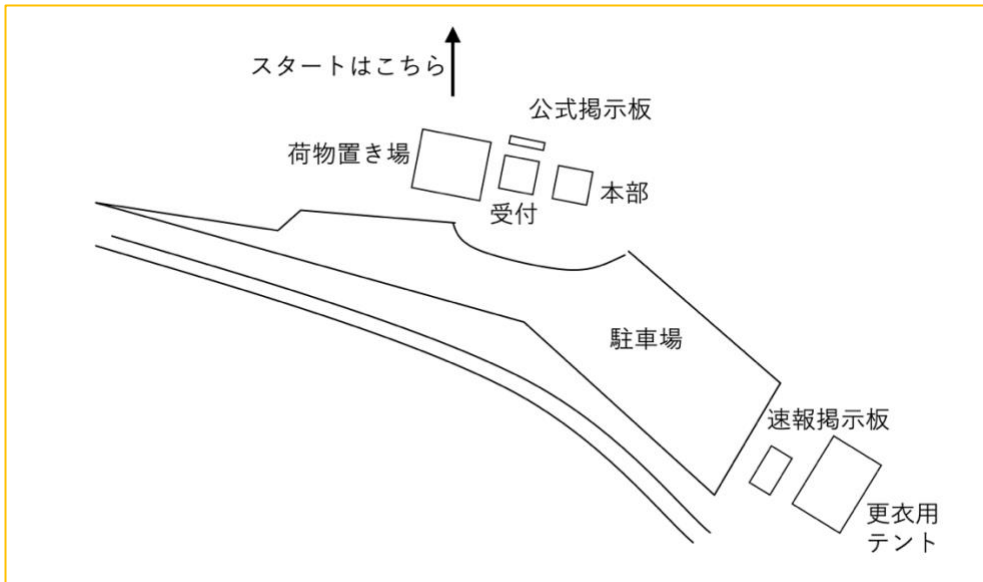 スタートはこちら
公式掲示板
荷物置き場
本部
受付
駐車場
速報掲示板
更衣用
テント